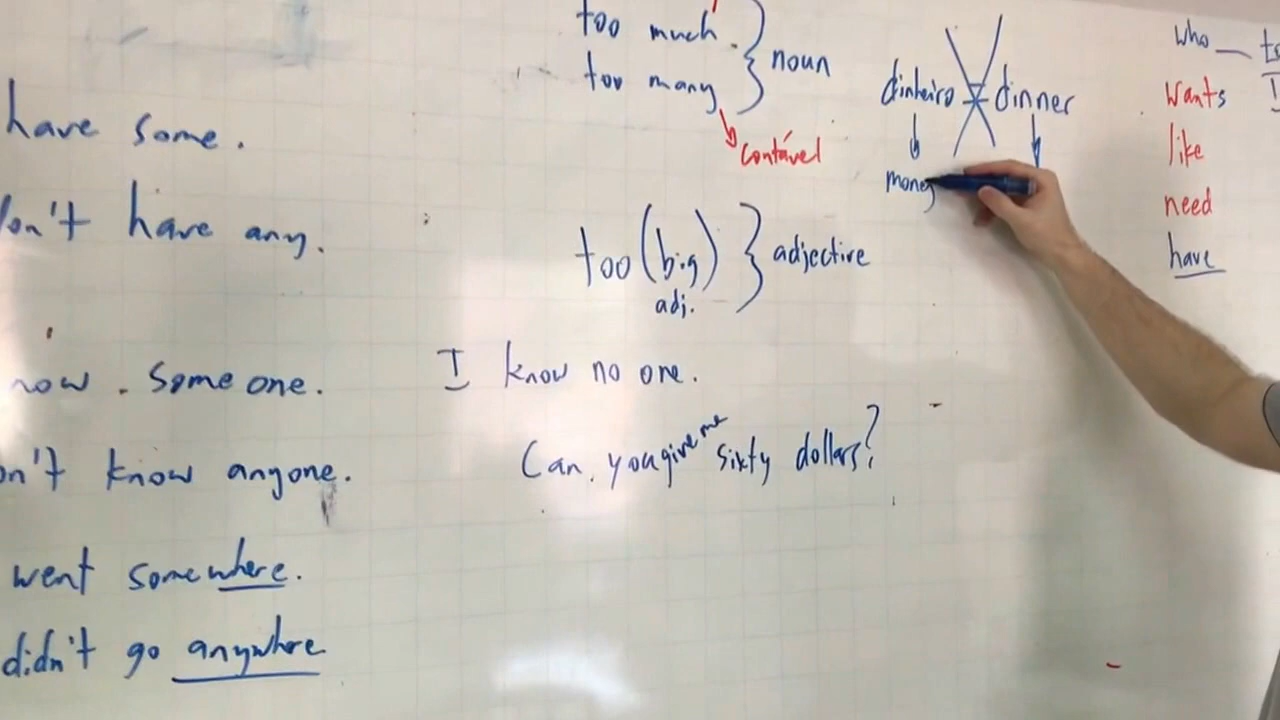 have some.
don't have any.
now . Some one.
on't know anyone.
went somewhere.
didn't go anywhere
too much.
too many
noun
contável
too (big)
adj.
adjective
I know no one.
Can you give me sixty dollars?
dinheiro dinner
money
who
wants
like
need
have